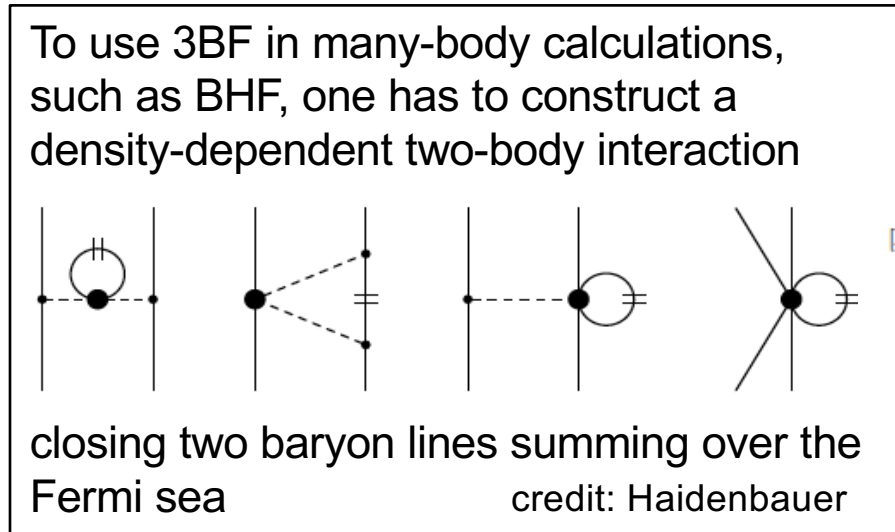 To use 3BF in many-body calculations,
such as BHF, one has to construct a
density-dependent two-body interaction
closing two baryon lines summing over the
Fermi sea credit: Haidenbauer